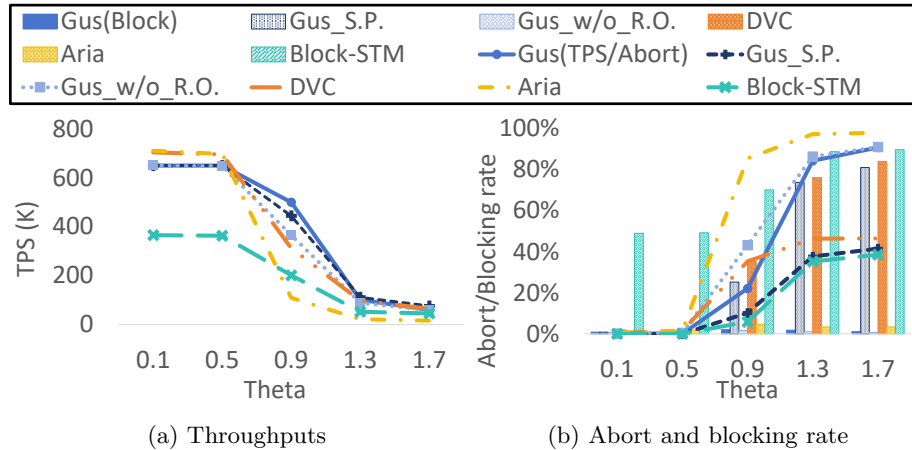 Gus(Block) Gus_S.P. Gus_w/o_R.O. DVC
Aria Block-STM Gus(TPS/Abort) Gus_S.P.
Gus_w/o_R.O. DVC Aria Block-STM
TPS (K)
800
600
400
200
0
0.1 0.5 0.9 1.3 1.7
Theta
(a) Throughputs
Abort/Blocking rate
100%
80%
60%
40%
20%
0%
0.1 0.5 0.9 1.3 1.7
Theta
(b) Abort and blocking rate